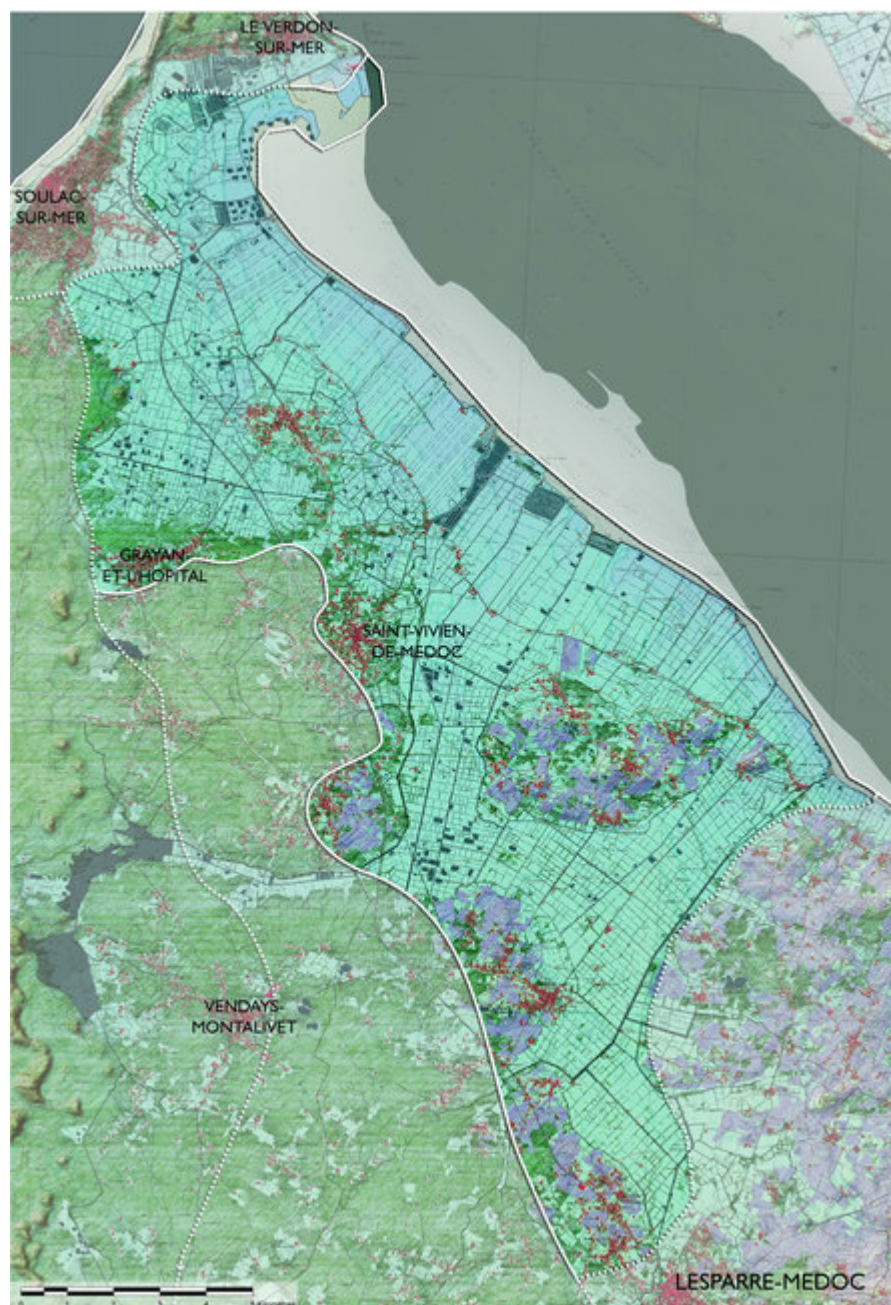 LE VERDON-
SUR-MER
SOULAC-
SUR-MER
GRAYAN-
ET-L'HOPITAL
SAINT-VIVIEN-
DE-MEDOC
VENDAYS-
MONTALIVET
LESPARRE-MEDOC